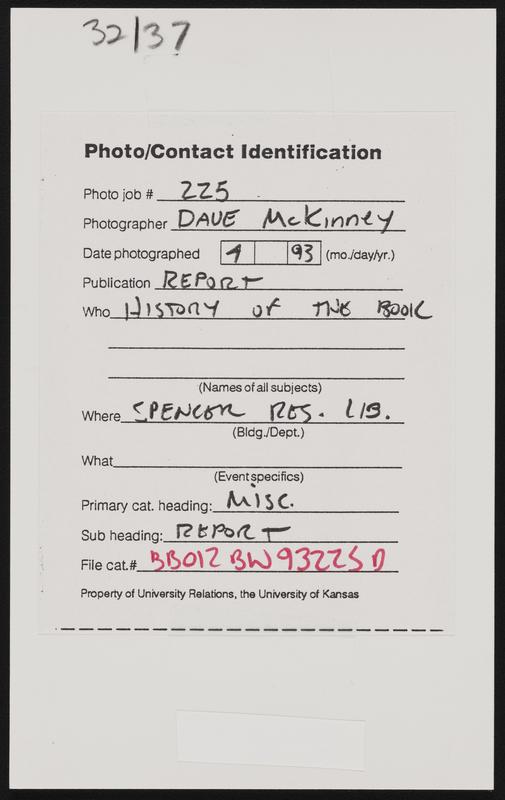 32/37
Photo/Contact Identification
Photo job # 225
Photographer DAVE McKinney
Date photographed 4 93 (mo./day/yr.)
Publication REPORT
Who HISTORY OF THE BOOK
(Names of all subjects)
Where SPENCER RES. LIB.
(Bldg./Dept.)
What
(Event specifics)
Primary cat. heading: Misc.
Sub heading: REPORT
File cat.# BB012 BW 93225 D
Property of University Relations, the University of Kansas